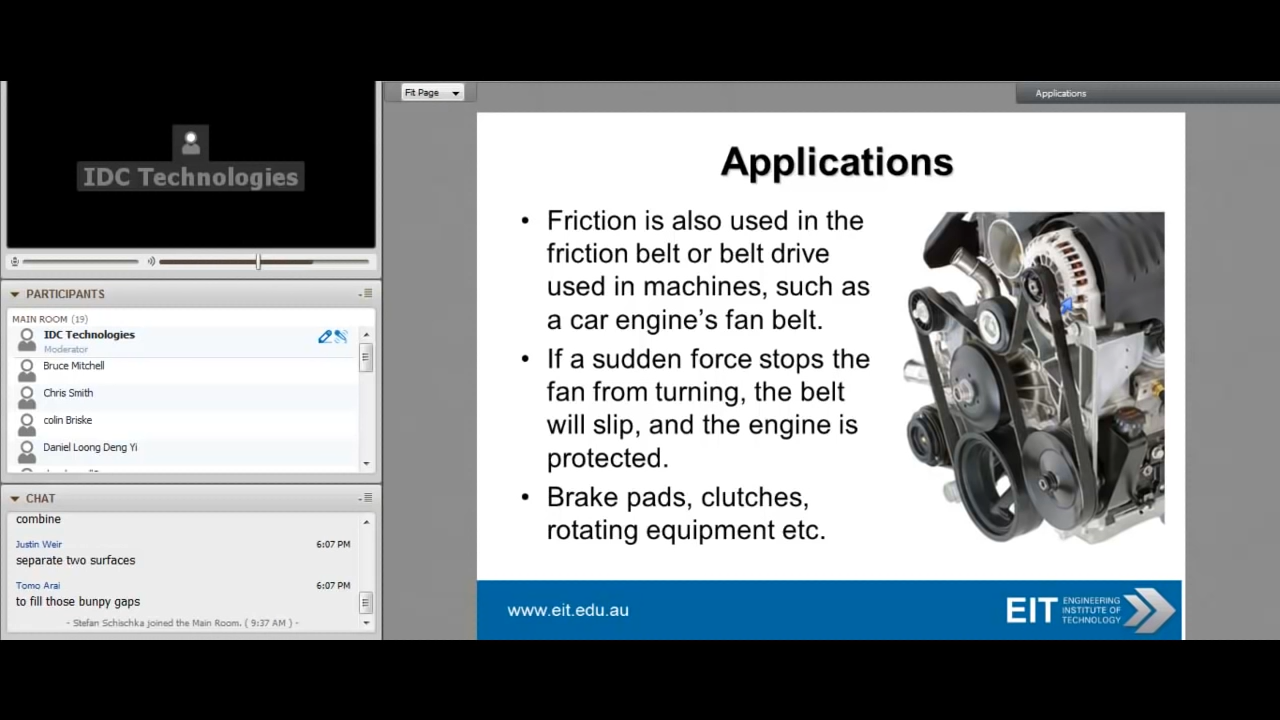 Fit Page
Applications
IDC Technologies
PARTICIPANTS
MAIN ROOM (19)
IDC Technologies
Moderator
Bruce Mitchell
Chris Smith
colin Briske
Daniel Loong Deng Yi
CHAT
combine
Justin Weir 6:07 PM
separate two surfaces
Tomo Arai 6:07 PM
to fill those bunpy gaps
- Stefan Schischka joined the Main Room. ( 9:37 AM ) -
Applications
• Friction is also used in the
friction belt or belt drive
used in machines, such as
a car engine’s fan belt.
• If a sudden force stops the
fan from turning, the belt
will slip, and the engine is
protected.
• Brake pads, clutches,
rotating equipment etc.
www.eit.edu.au
EIT
ENGINEERING
INSTITUTE OF
TECHNOLOGY